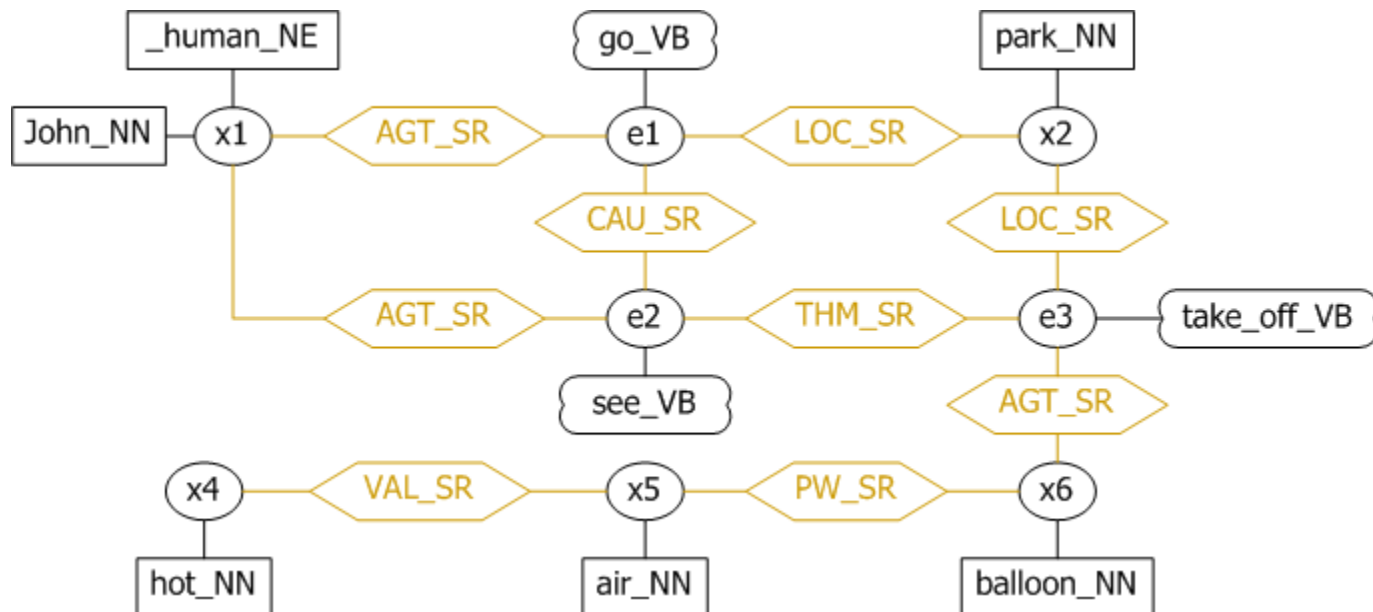 _human_NE
go_VB
park_NN
John_NN
x1
AGT_SR
e1
LOC_SR
x2
CAU_SR
LOC_SR
AGT_SR
e2
THM_SR
e3
take_off_VB
see_VB
AGT_SR
x4
VAL_SR
x5
PW_SR
x6
hot_NN
air_NN
balloon_NN